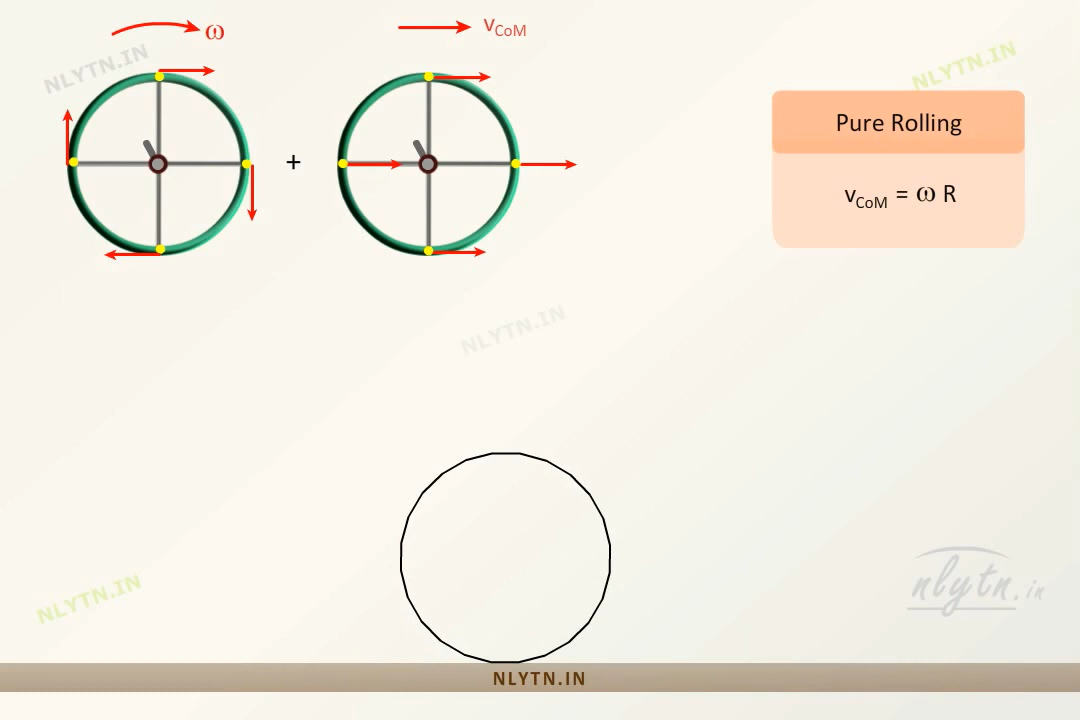 ω
vCoM
NLYTN.IN
NLYTN.IN
Pure Rolling
+
vCoM = ω R
NLYTN.IN
nlytn.in
NLYTN.IN
NLYTN.IN